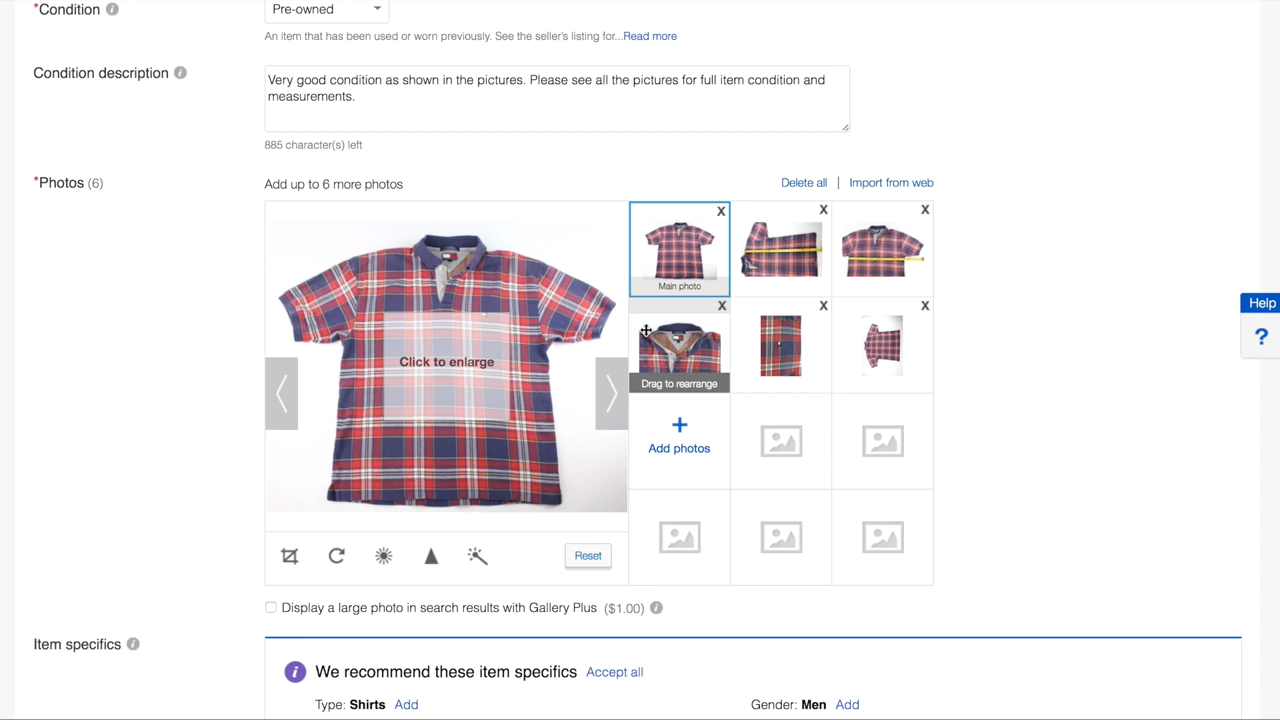 *Condition i
Pre-owned
An item that has been used or worn previously. See the seller's listing for...Read more
Condition description i
Very good condition as shown in the pictures. Please see all the pictures for full item condition and
measurements.
885 character(s) left
*Photos (6)
Add up to 6 more photos
Delete all | Import from web
X
X
X
Main photo
Click to enlarge
X
X
X
Drag to rearrange
+
Add photos
Reset
Help
?
Display a large photo in search results with Gallery Plus ($1.00) i
Item specifics i
i We recommend these item specifics Accept all
Type: Shirts Add
Gender: Men Add